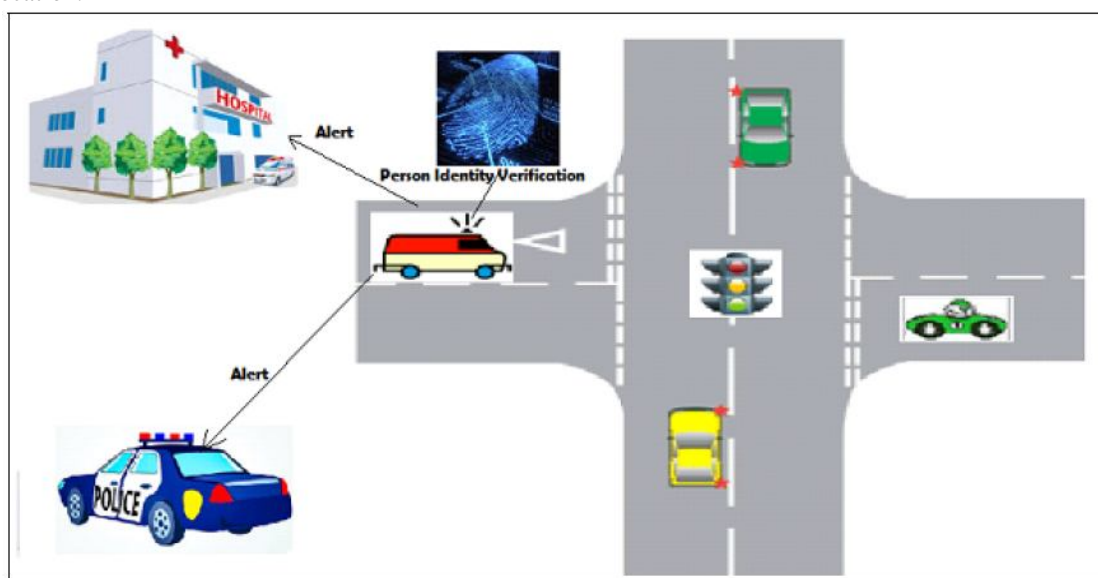 HOSPITAL
Alert
Person Identity Verification
Alert
POLICE